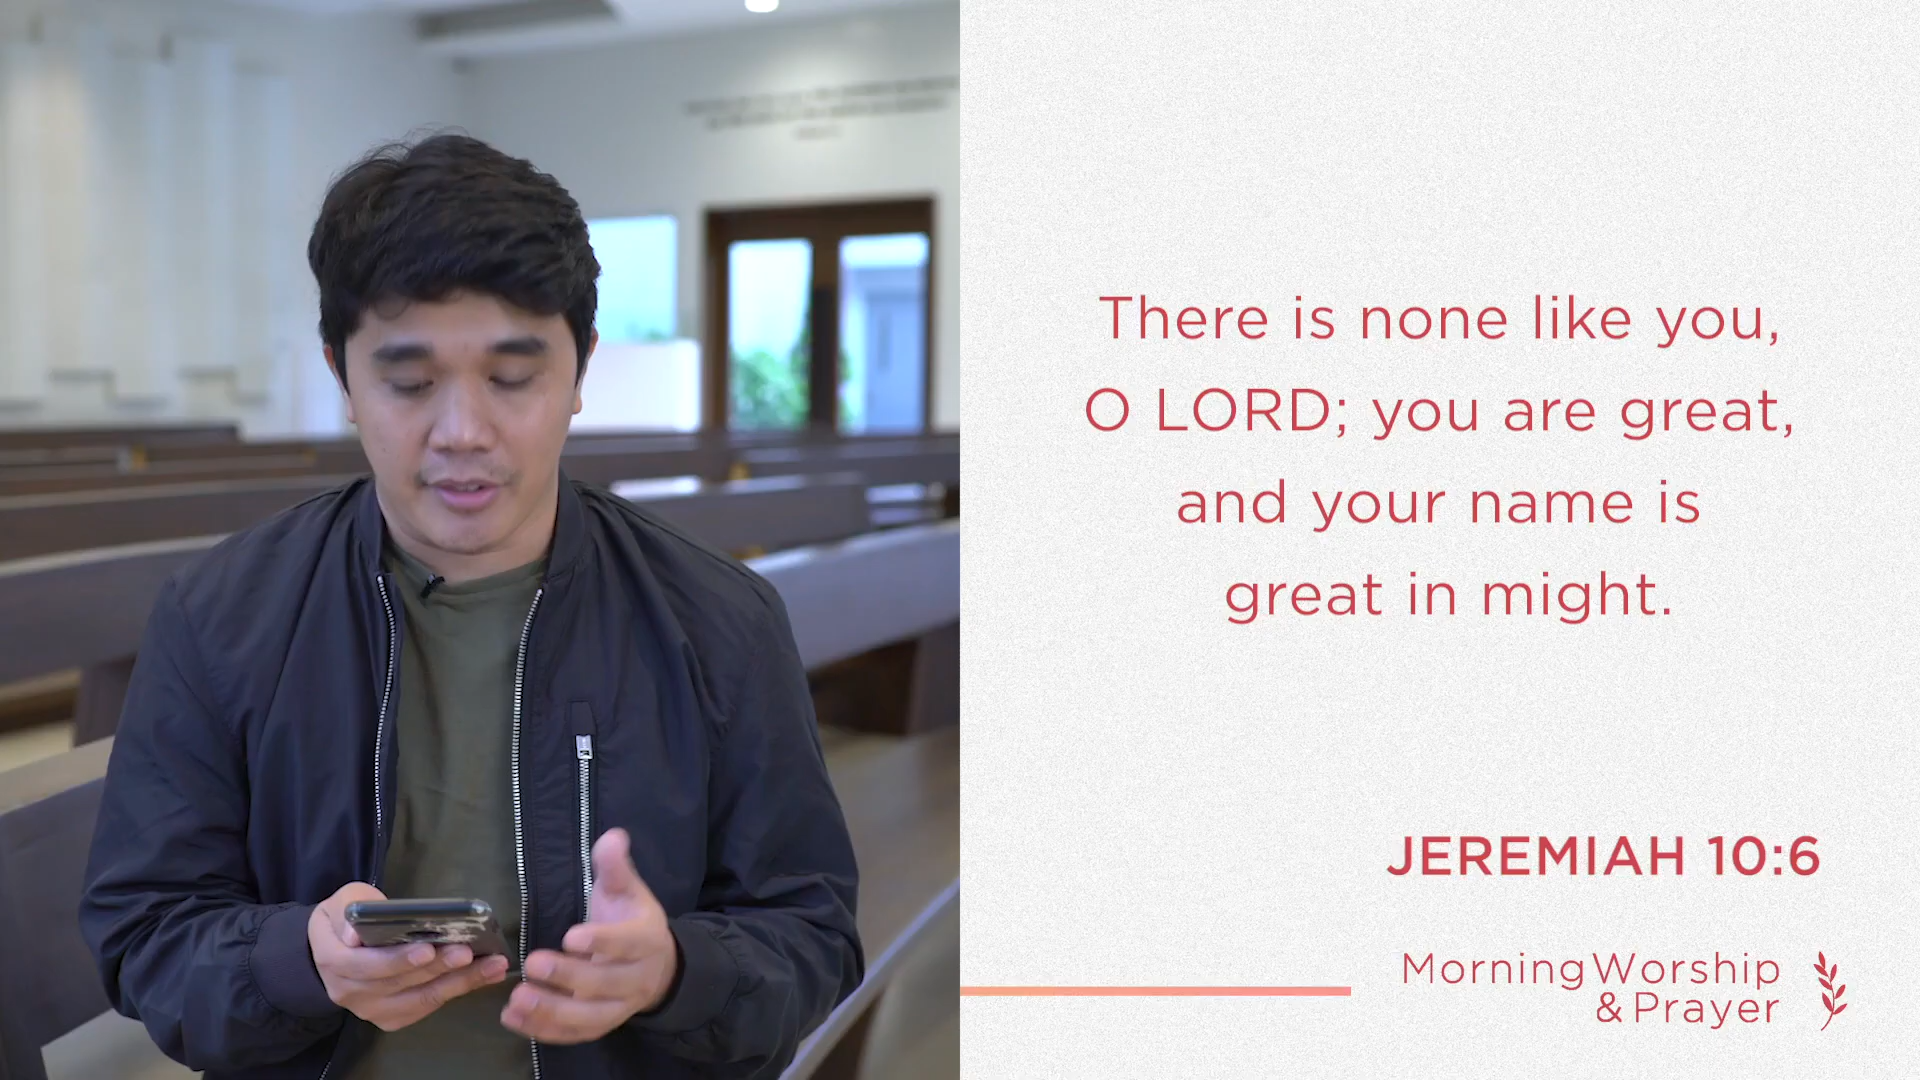 There is none like you,
O LORD; you are great,
and your name is
great in might.
JEREMIAH 10:6
Morning Worship
& Prayer